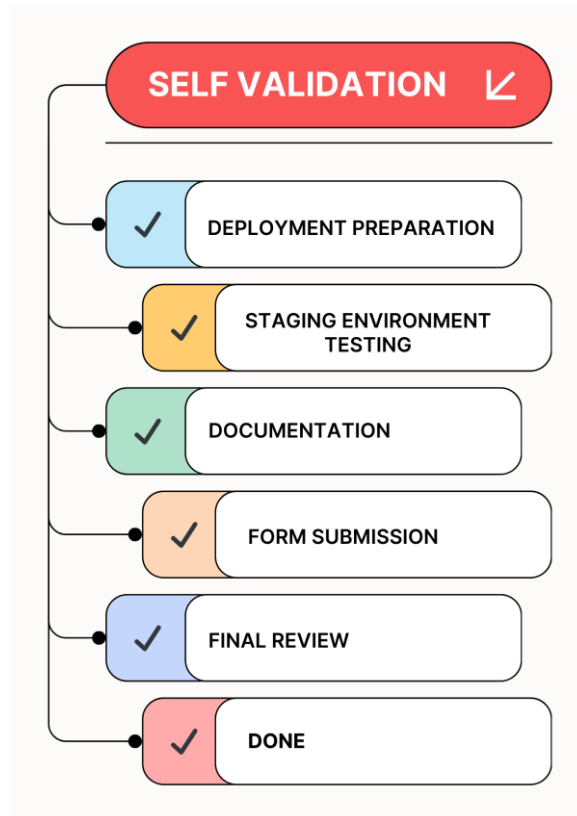 SELF VALIDATION
DEPLOYMENT PREPARATION
STAGING ENVIRONMENT
TESTING
DOCUMENTATION
FORM SUBMISSION
FINAL REVIEW
DONE